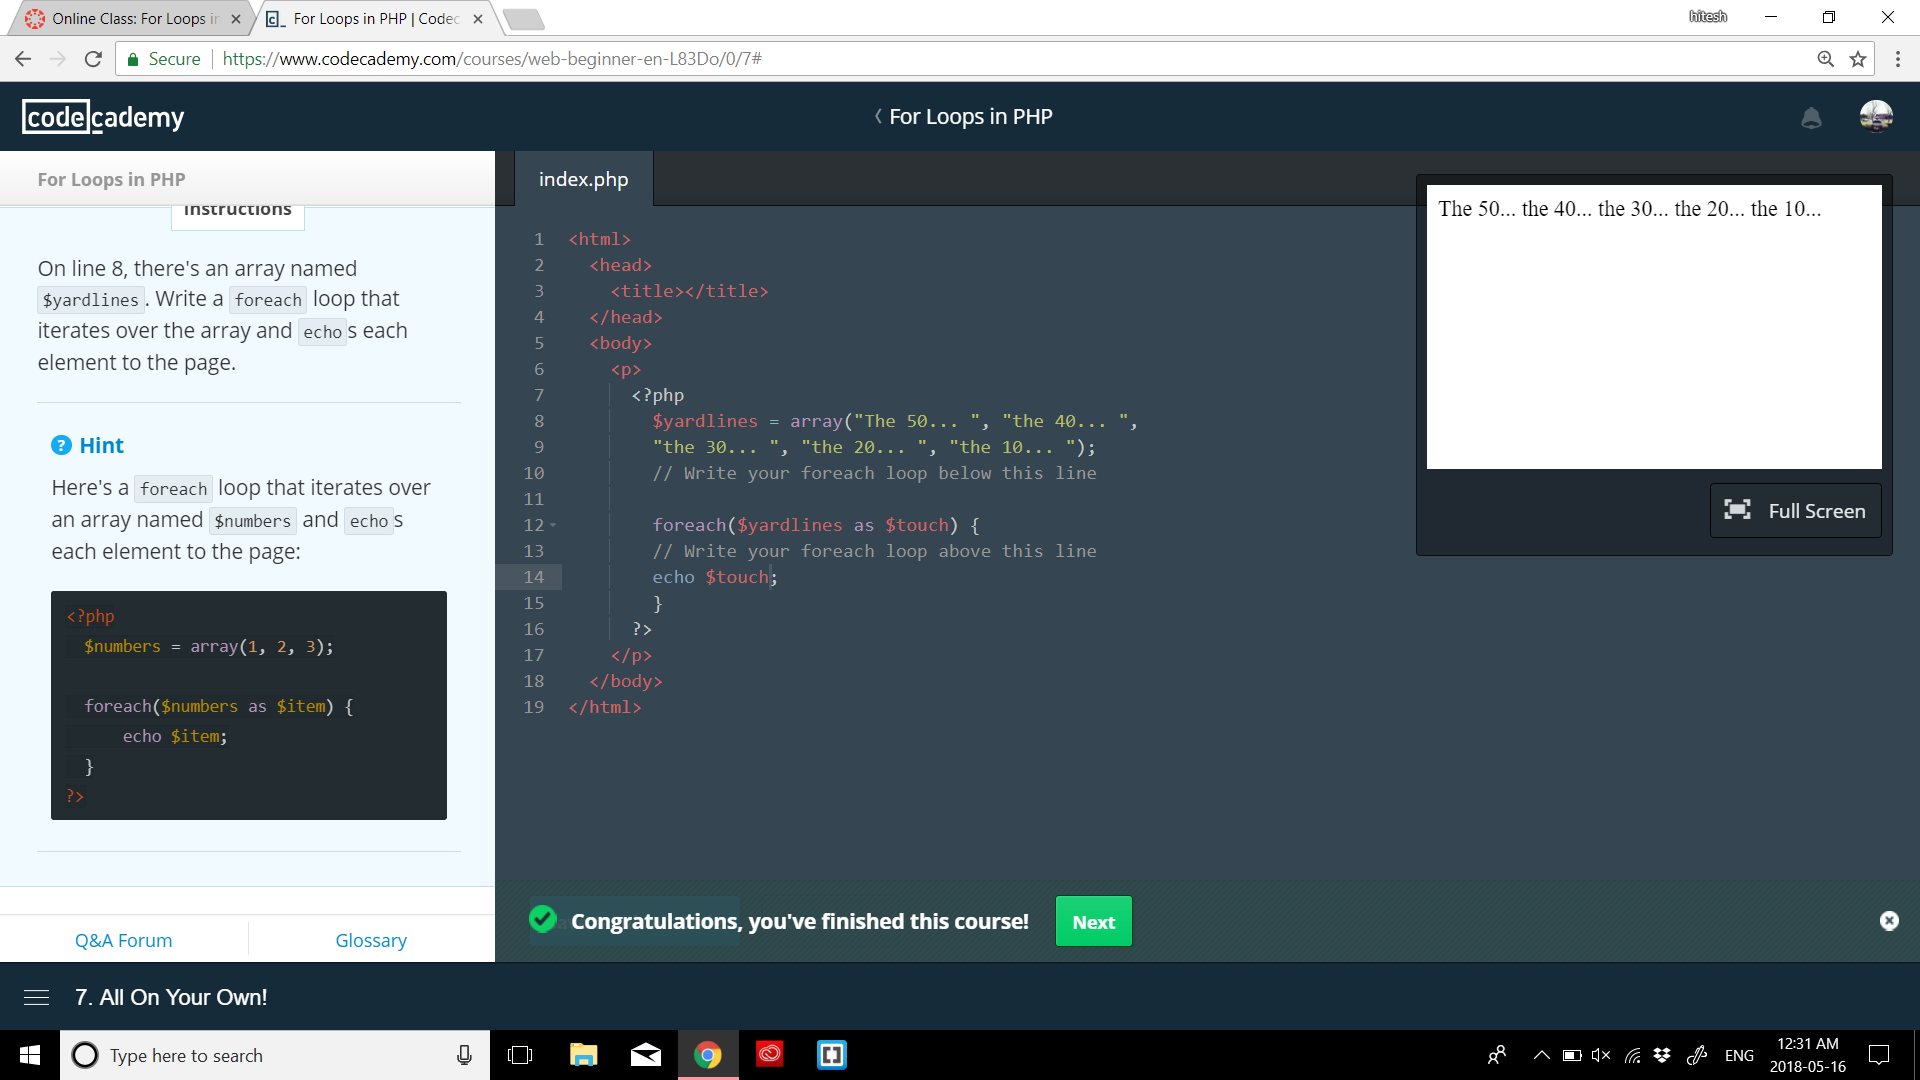 Online Class: For Loops in
For Loops in PHP | Codec
hitesh
Secure
https://www.codecademy.com/courses/web-beginner-en-L83Do/0/7#
codecademy
For Loops in PHP
For Loops in PHP
Instructions
On line 8, there's an array named
$yardlines. Write a foreach loop that
iterates over the array and echos each
element to the page.
? Hint
Here's a foreach loop that iterates over
an array named $numbers and echos
each element to the page:
<?php
$numbers = array(1, 2, 3);
foreach($numbers as $item) {
echo $item;
}
?>
Q&A Forum
Glossary
index.php
1 <html>
2 <head>
3 <title></title>
4 </head>
5 <body>
6 <p>
7 <?php
8 $yardlines = array("The 50... ", "the 40... ",
9 "the 30... ", "the 20... ", "the 10... ");
10 // Write your foreach loop below this line
11
12 foreach($yardlines as $touch) {
13 // Write your foreach loop above this line
14 echo $touch;
15 }
16 ?>
17 </p>
18 </body>
19 </html>
The 50... the 40... the 30... the 20... the 10...
Full Screen
Congratulations, you've finished this course!
Next
7. All On Your Own!
Type here to search
ENG
12:31 AM
2018-05-16